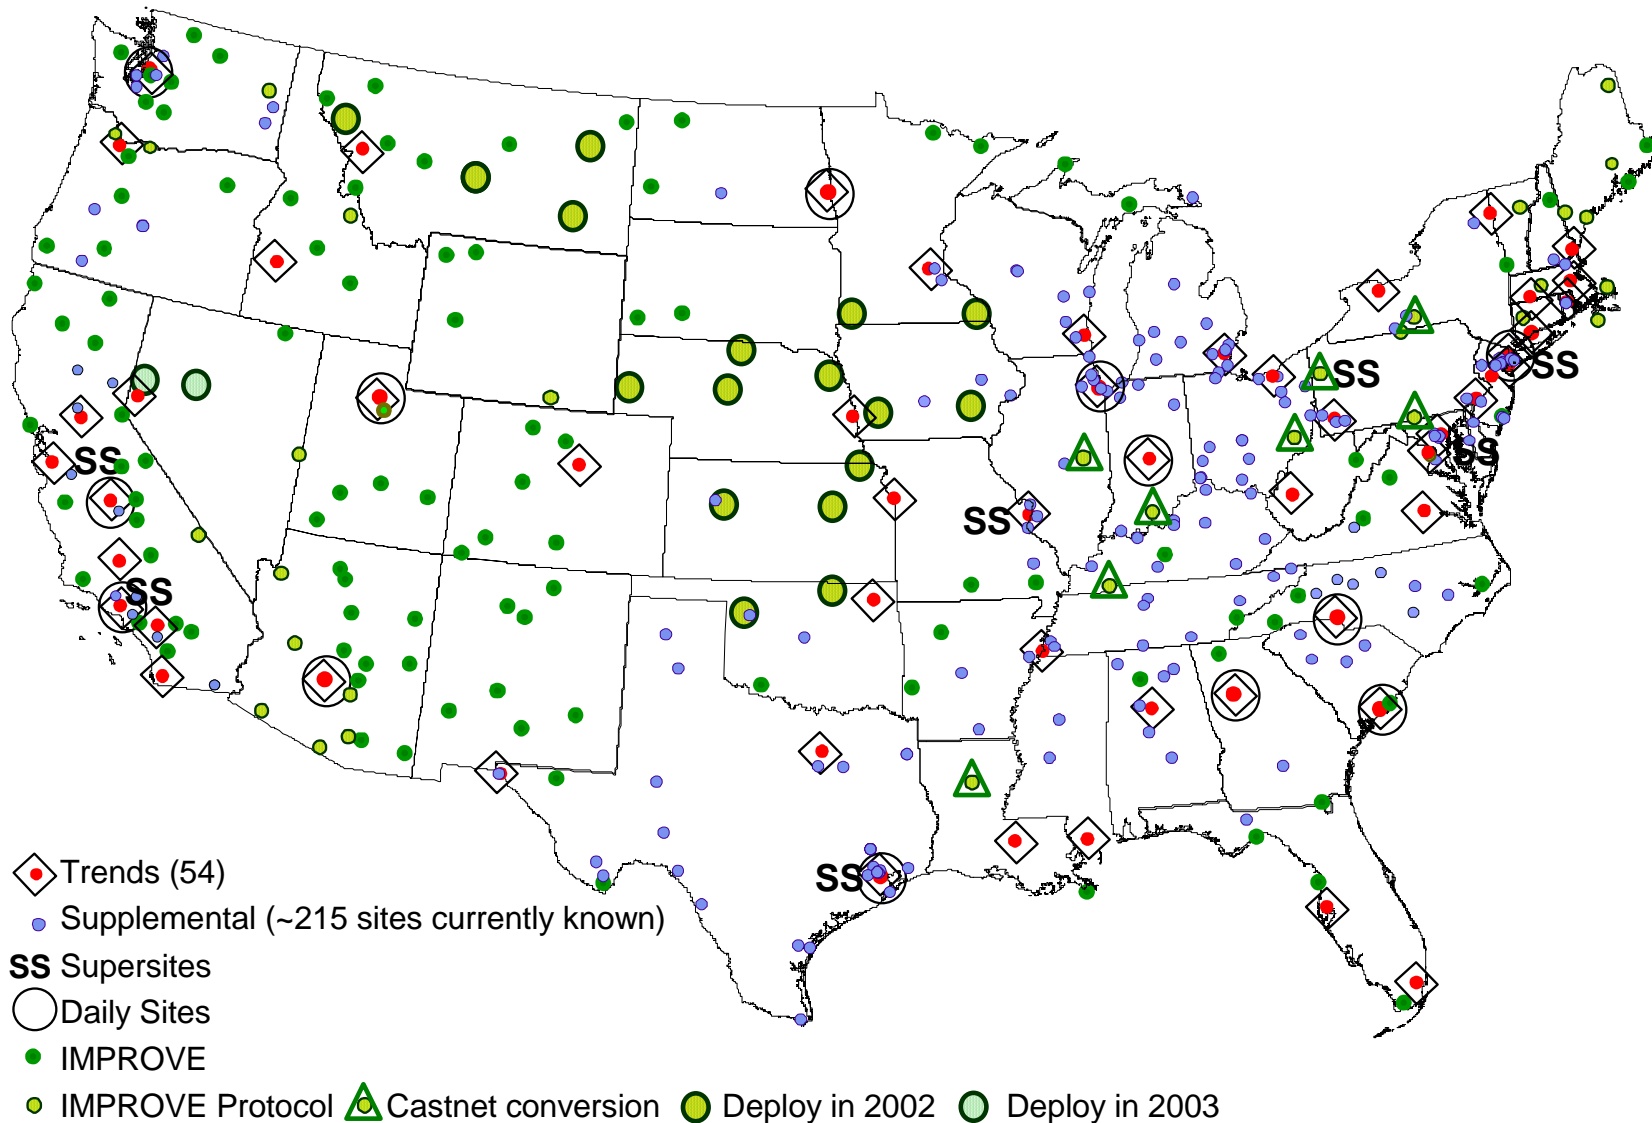 SS
SS
SS
SS
SS
SS
SS
Trends (54)
Supplemental (~215 sites currently known)
SS Supersites
Daily Sites
IMPROVE
IMPROVE Protocol Castnet conversion Deploy in 2002 Deploy in 2003